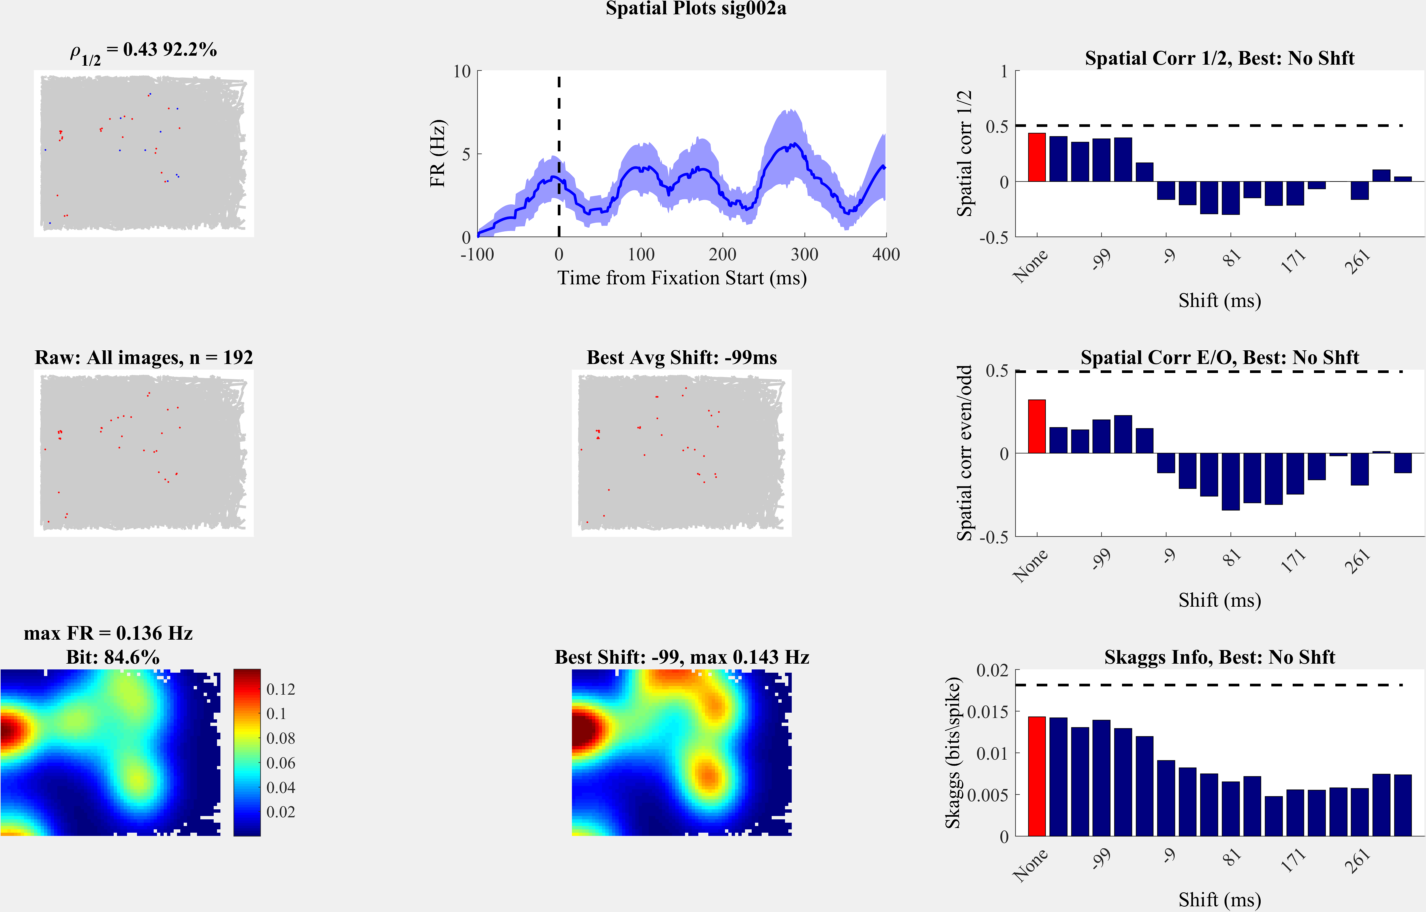 Spatial Plots sig002a
ρ1/2 = 0.43 92.2%
10
5
0
FR (Hz)
-100 0 100 200 300 400
Time from Fixation Start (ms)
Spatial Corr 1/2, Best: No Shft
1
0.5
0
-0.5
Spatial corr 1/2
None -99 -9 81 171 261
Shift (ms)
Raw: All images, n = 192
Best Avg Shift: -99ms
Spatial Corr E/O, Best: No Shft
0.5
0
-0.5
Spatial corr even/odd
None -99 -9 81 171 261
Shift (ms)
max FR = 0.136 Hz
Bit: 84.6%
0.12
0.1
0.08
0.06
0.04
0.02
Best Shift: -99, max 0.143 Hz
Skaggs Info, Best: No Shft
0.02
0.015
0.01
0.005
0
Skaggs (bits\spike)
None -99 -9 81 171 261
Shift (ms)